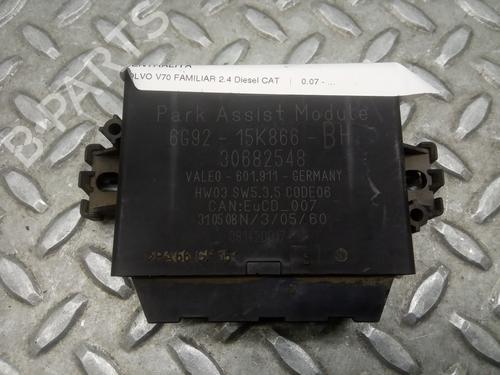 VOLVO V70 FAMILIAR 2.4 Diesel CAT | 0.07 - ...
Park Assist Module
6G92 - 15K866 - BH
30682548
VALEO - 601.911 - GERMANY
HW03 SW5.3.5 CODE06
CAN:EuCD_007
310508N/3/05/60
B-Parts